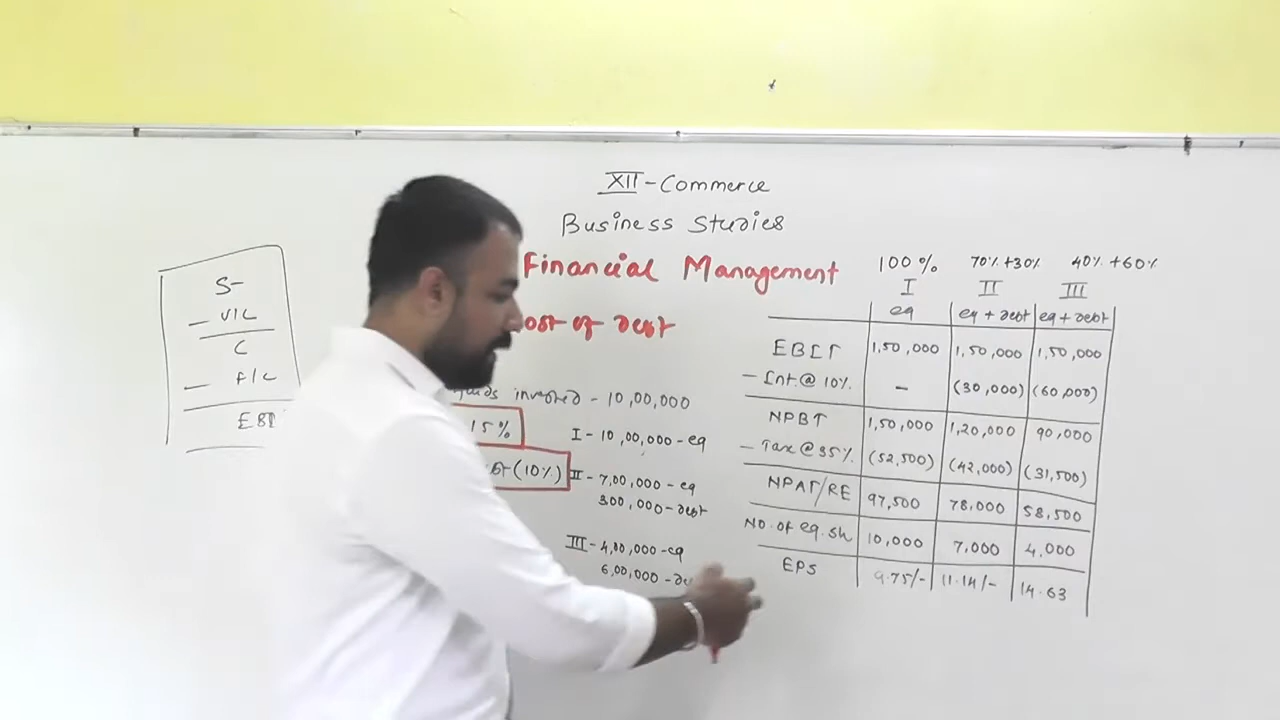 XII-Commerce
Business Studies
Financial Management
ost of debt
S-
- V/C
C
- F/C
EBI
invested - 10,00,000
15%
I - 10,00,000 - eq
(10%)
II - 7,00,000 - eq
300,000 - debt
III - 4,00,000 - eq
6,00,000 - de
100% 70% +30% 40% +60%
I II III
eq eq + debt eq + debt
EBIT 1,50,000 1,50,000 1,50,000
- Int.@ 10%. - (30,000) (60,000)
NPBT 1,50,000 1,20,000 90,000
- Tax @ 35%. (52,500) (42,000) (31,500)
NPAT/RE 97,500 78,000 58,500
No. of eq. sh 10,000 7,000 4,000
EPS 9.75/- 11.14/- 14.63